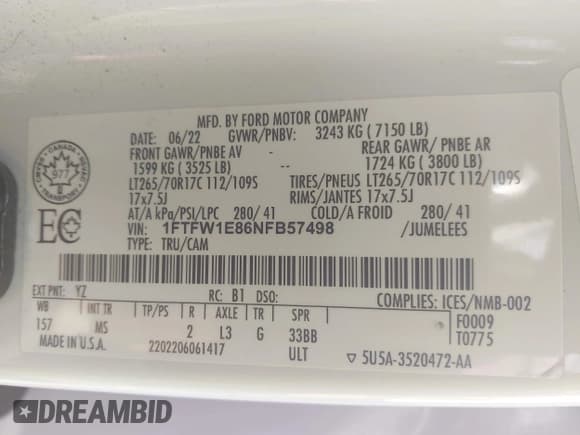 MFD. BY FORD MOTOR COMPANY
DATE: 06/22 GVWR/PNBV: 3243 KG ( 7150 LB)
FRONT GAWR/PNBE AV - REAR GAWR/ PNBE AR
1599 KG ( 3525 LB) -- 1724 KG ( 3800 LB)
LT265/70R17C 112/109S TIRES/PNEUS LT265/70R17C 112/109S
17x7.5J RIMS/JANTES 17x7.5J
AT/A kPa/PSI/LPC 280/ 41 COLD/A FROID 280/ 41
VIN: 1FTFW1E86NFB57498 /JUMELEES
TYPE: TRU/CAM
CANADA
977
TRANSPORT
EC
EXT PNT: YZ RC: B1 DSO: COMPLIES: ICES/NMB-002
WB INT TR TP/PS R AXLE TR SPR F0009
157 MS 2 L3 G 33BB T0775
MADE IN U.S.A. 2202206061417 ULT ▽ 5U5A-3520472-AA
DREAMBID